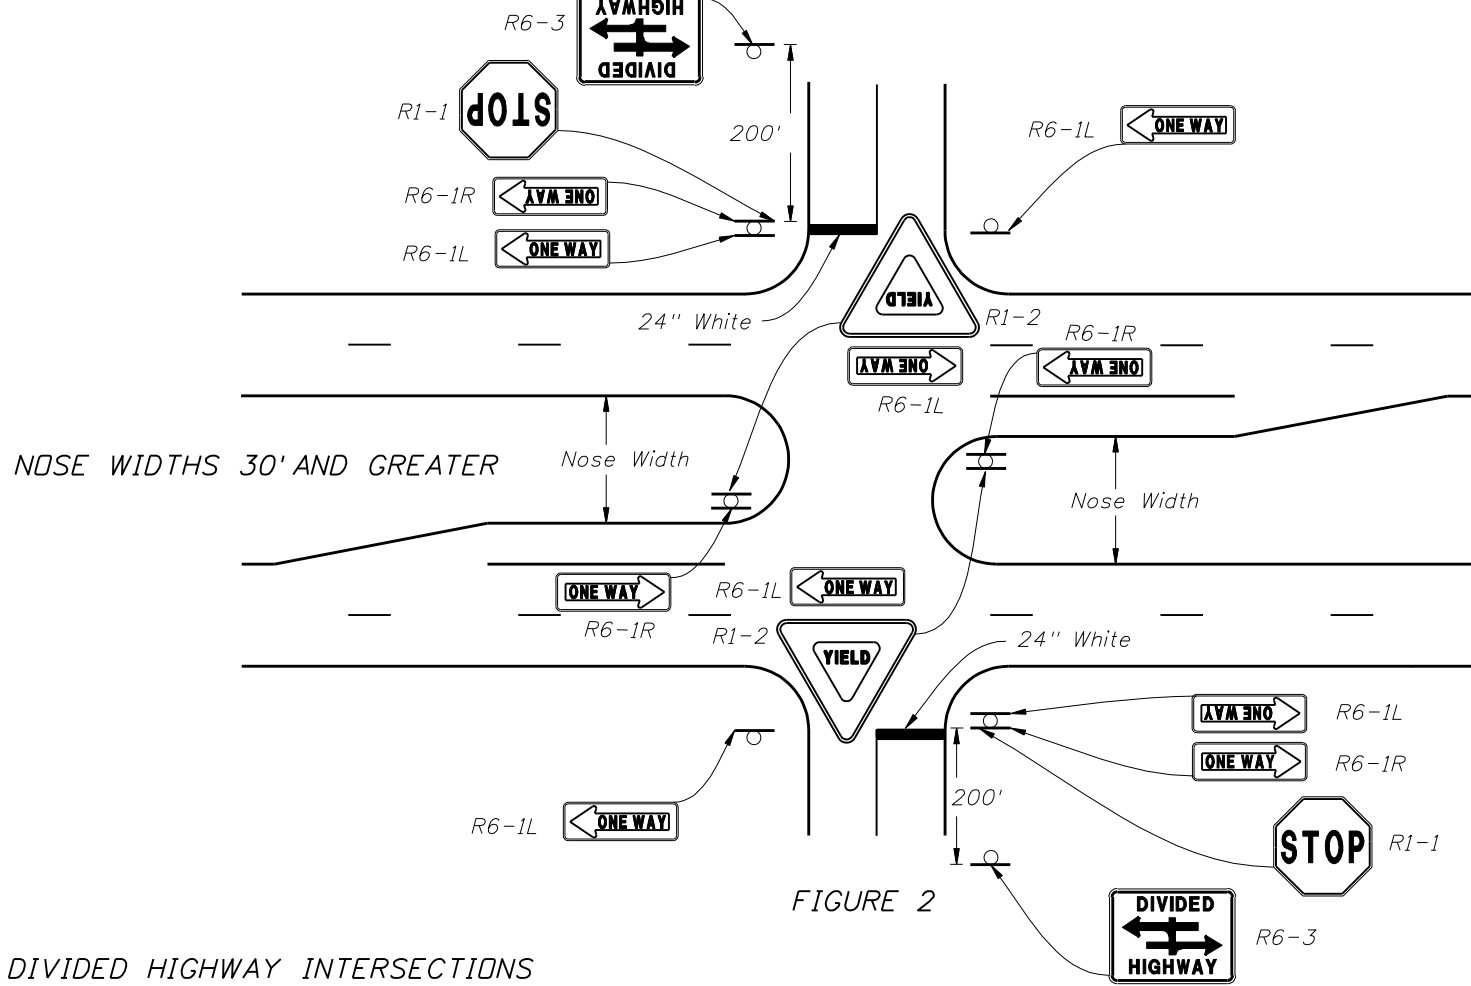 HIGHWAY
R6-3
DIVIDED
STOP
R1-1
200'
R6-1L
ONE WAY
R6-1R
ONE WAY
R6-1L
ONE WAY
24" White
YIELD
R1-2
R6-1R
ONE WAY
ONE WAY
R6-1L
NOSE WIDTHS 30' AND GREATER
Nose Width
Nose Width
ONE WAY
R6-1R
R6-1L
ONE WAY
R1-2
YIELD
24" White
ONE WAY
R6-1L
ONE WAY
R6-1R
200'
R6-1L
ONE WAY
STOP
R1-1
FIGURE 2
DIVIDED
HIGHWAY
R6-3
DIVIDED HIGHWAY INTERSECTIONS